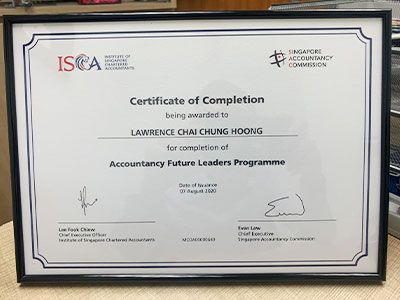 ISCA
INSTITUTE OF
SINGAPORE
CHARTERED
ACCOUNTANTS
SINGAPORE
ACCOUNTANCY
COMMISSION
Certificate of Completion
being awarded to
LAWRENCE CHAI CHUNG HOONG
for completion of
Accountancy Future Leaders Programme
Date of Issuance
07 August 2020
Lee Fook Chiew
Chief Executive Officer
Institute of Singapore Chartered Accountants
Evan Law
Chief Executive
Singapore Accountancy Commission